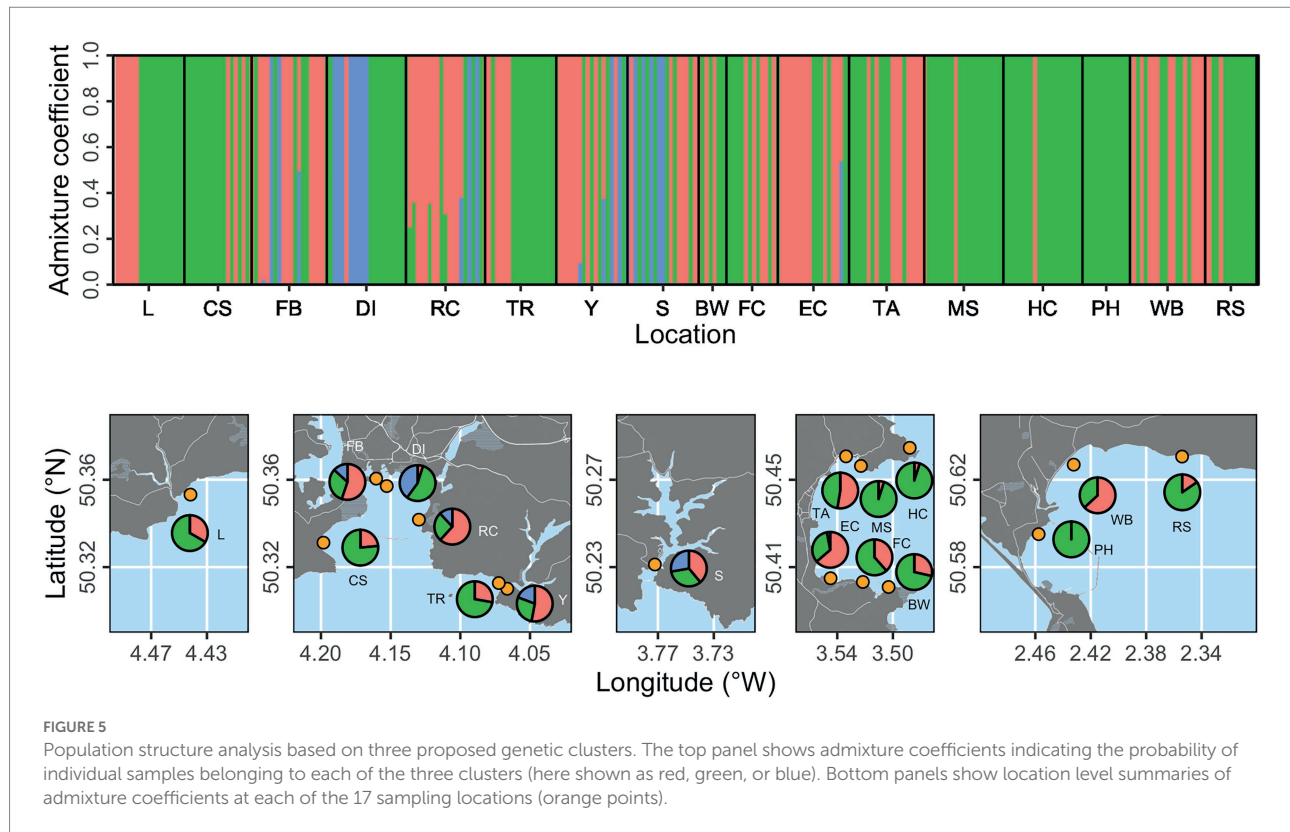 Admixture coefficient
1.0
0.8
0.6
0.4
0.2
0.0
L CS FB DI RC TR Y S BW FC EC TA MS HC PH WB RS
Location
Latitude (°N)
50.36
50.32
L
4.47 4.43
50.36
50.32
FB
DI
RC
CS
TR
Y
4.20 4.15 4.10 4.05
50.27
50.23
S
3.77 3.73
50.45
50.41
TA
EC
MS
HC
FC
BW
3.54 3.50
50.62
50.58
WB
RS
PH
2.46 2.42 2.38 2.34
Longitude (°W)
FIGURE 5
Population structure analysis based on three proposed genetic clusters. The top panel shows admixture coefficients indicating the probability of
individual samples belonging to each of the three clusters (here shown as red, green, or blue). Bottom panels show location level summaries of
admixture coefficients at each of the 17 sampling locations (orange points).